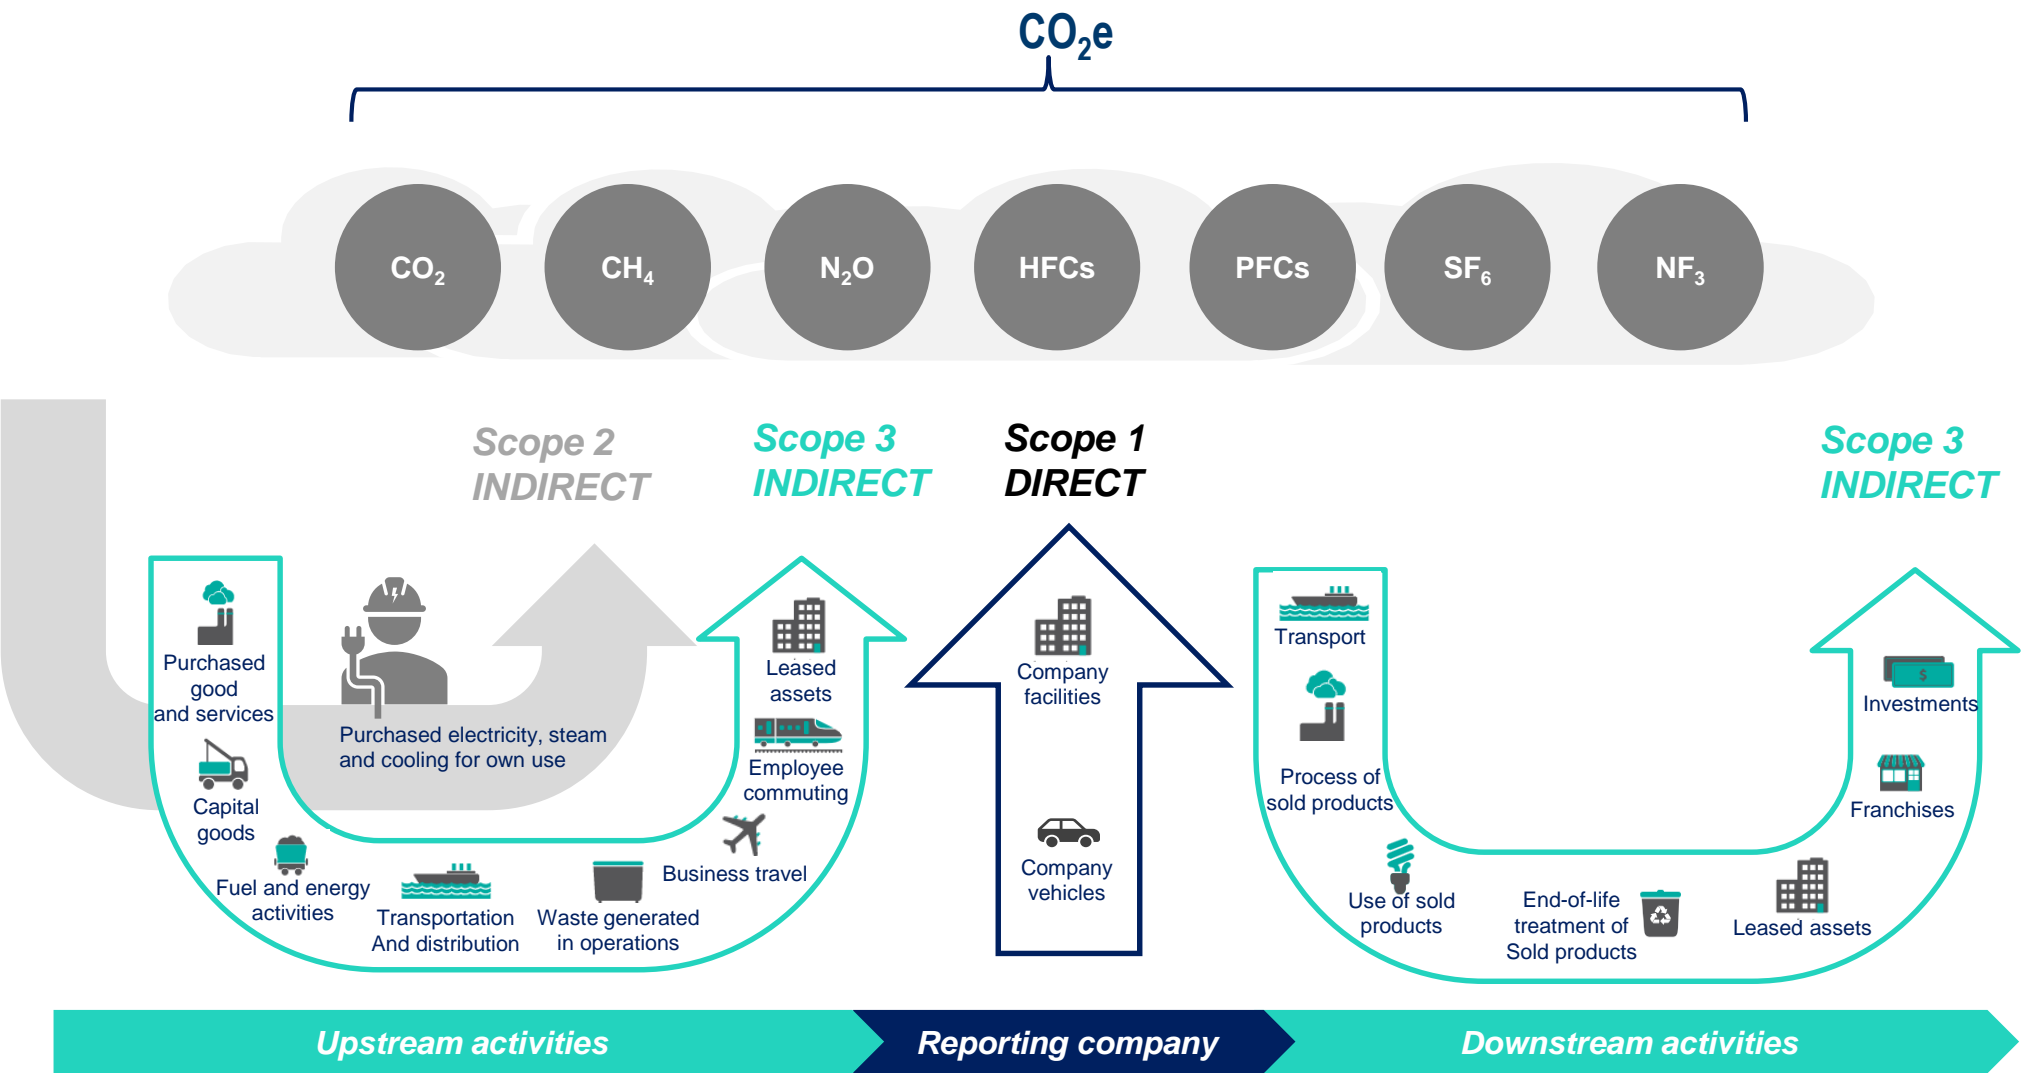 CO₂e
CO₂
CH₄
N₂O
HFCs
PFCs
SF₆
NF₃
Scope 2
INDIRECT
Scope 3
INDIRECT
Scope 1
DIRECT
Scope 3
INDIRECT
Purchased
good
and services
Capital
goods
Fuel and energy
activities
Transportation
And distribution
Waste generated
in operations
Business travel
Employee
commuting
Leased
assets
Purchased electricity, steam
and cooling for own use
Company
facilities
Company
vehicles
Transport
Process of
sold products
Use of sold
products
End-of-life
treatment of
Sold products
Leased assets
Franchises
$
Investments
Upstream activities
Reporting company
Downstream activities